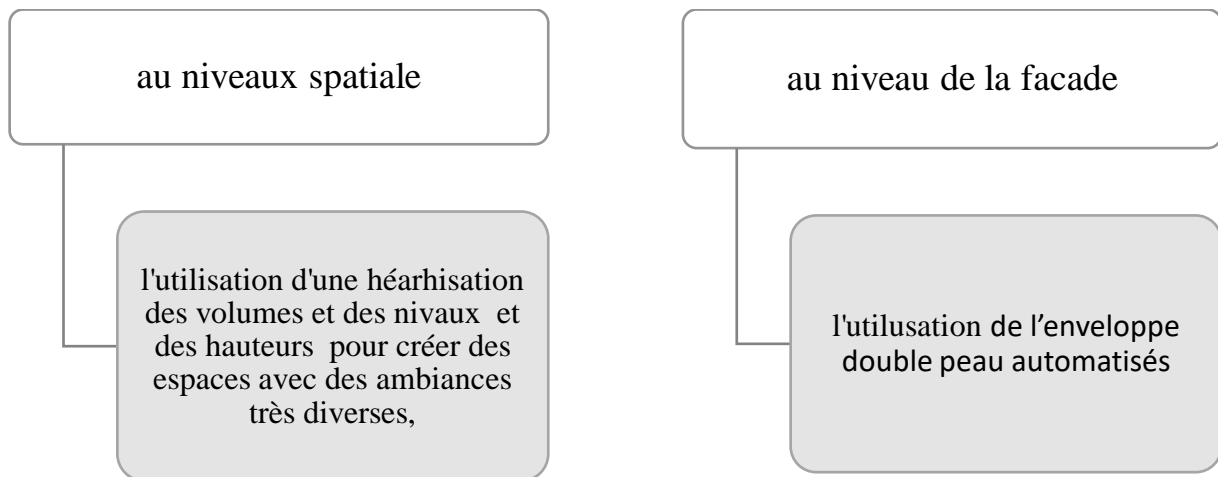 au niveaux spatiale
l'utilisation d'une héarhisation
des volumes et des nivaux et
des hauteurs pour créer des
espaces avec des ambiances
très diverses,
au niveau de la facade
l'utilusation de l’enveloppe
double peau automatisés